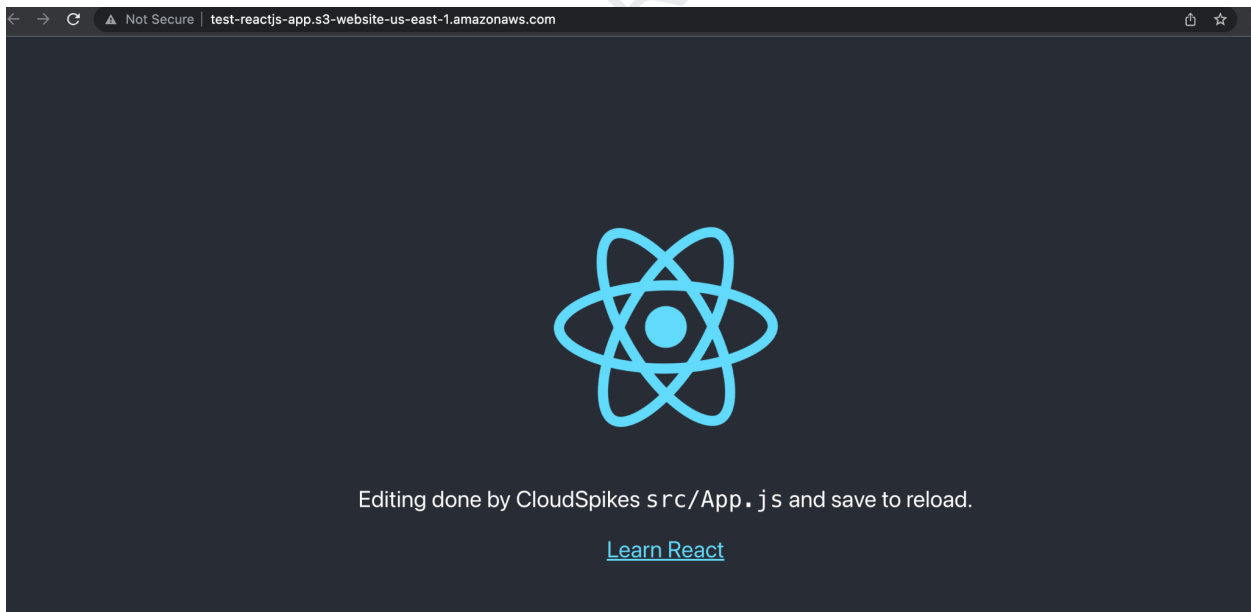 Not Secure | test-reactjs-app.s3-website-us-east-1.amazonaws.com
Editing done by CloudSpikes src/App.js and save to reload.
Learn React